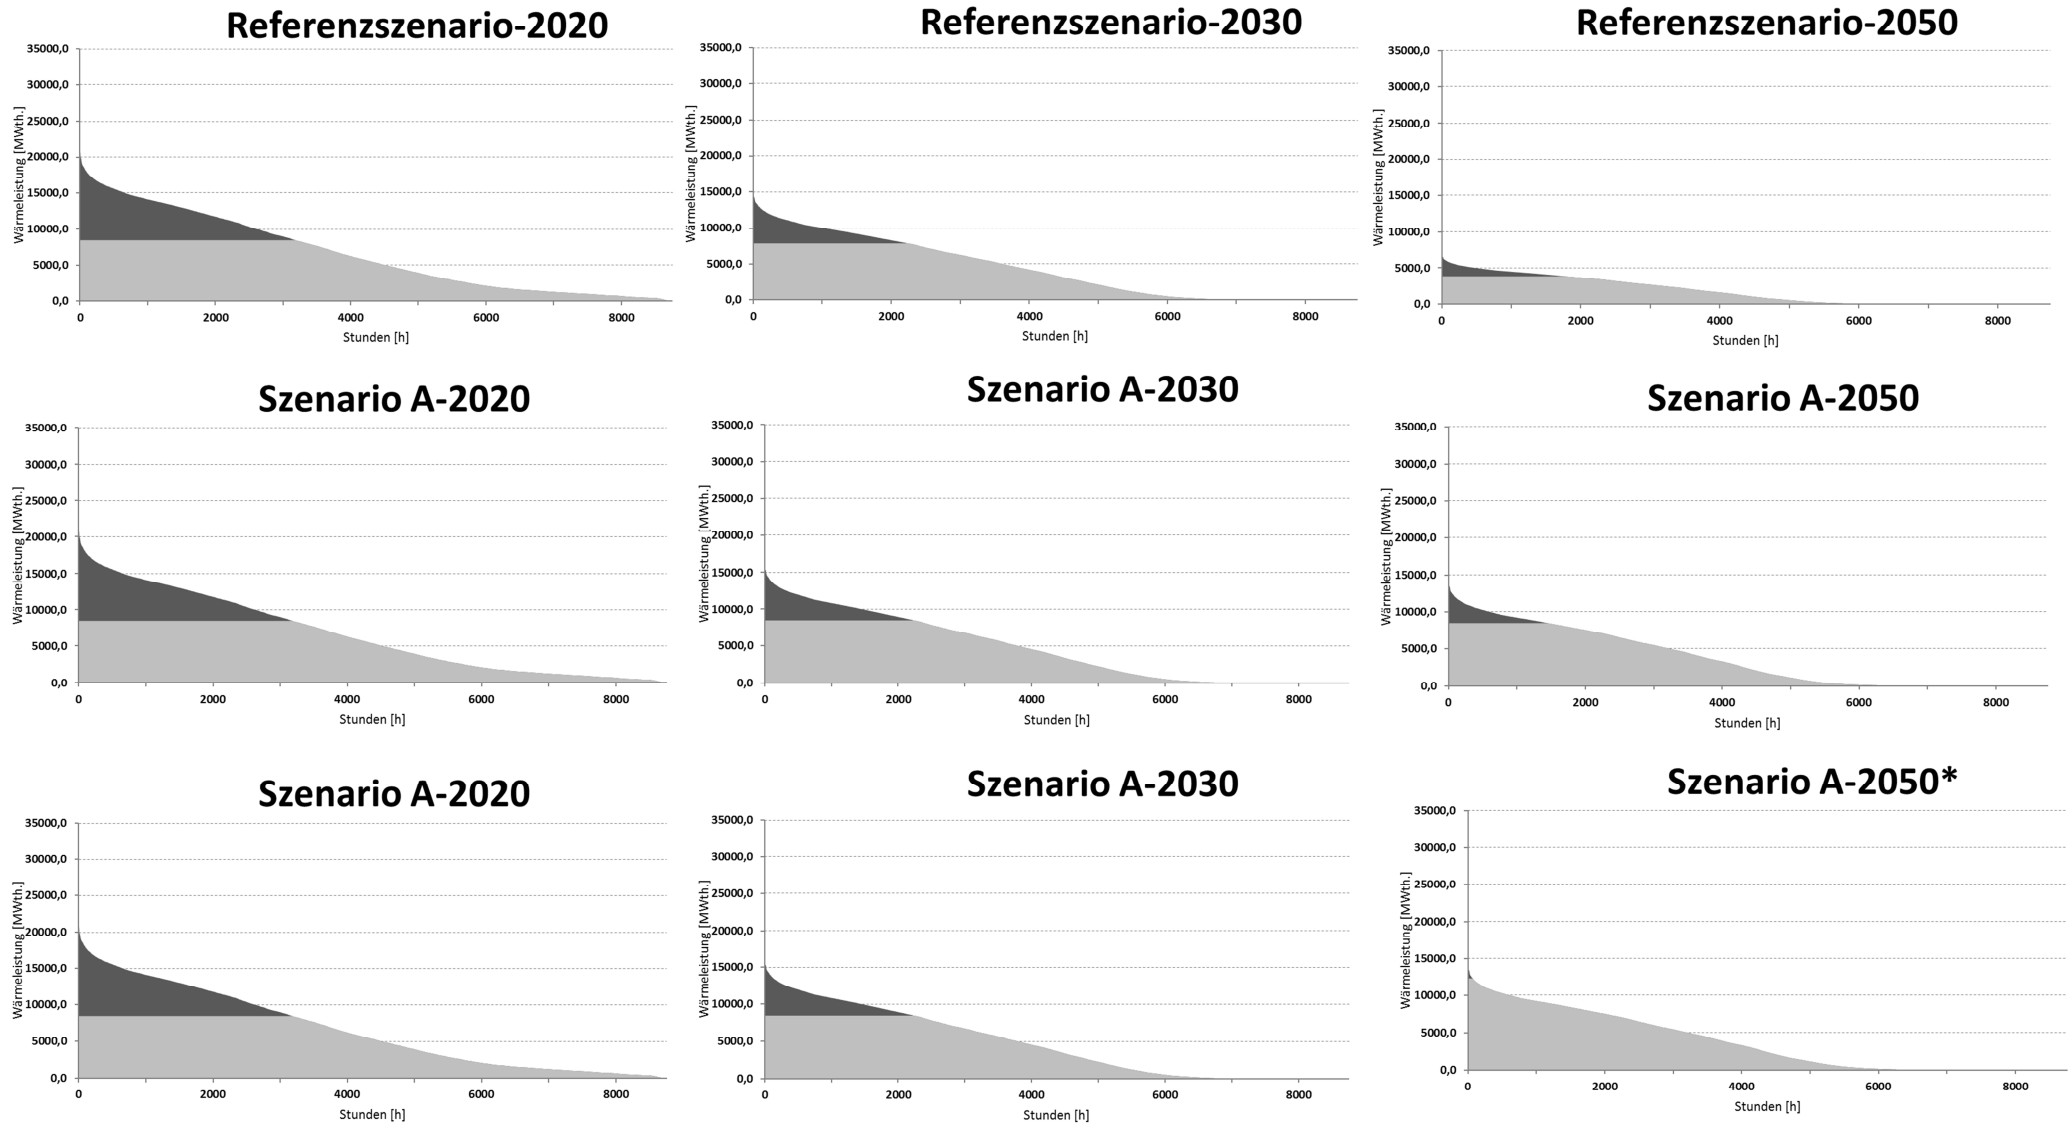 Referenzszenario-2020
35000,0
30000,0
25000,0
20000,0
15000,0
10000,0
5000,0
0,0
Wärmeleistung [MWth.]
0 2000 4000 6000 8000
Stunden [h]
Referenzszenario-2030
35000,0
30000,0
25000,0
20000,0
15000,0
10000,0
5000,0
0,0
Wärmeleistung [MWth.]
0 2000 4000 6000 8000
Stunden [h]
Referenzszenario-2050
35000,0
30000,0
25000,0
20000,0
15000,0
10000,0
5000,0
0,0
Wärmeleistung [MWth.]
0 2000 4000 6000 8000
Stunden [h]
Szenario A-2020
35000,0
30000,0
25000,0
20000,0
15000,0
10000,0
5000,0
0,0
Wärmeleistung [MWth.]
0 2000 4000 6000 8000
Stunden [h]
Szenario A-2030
35000,0
30000,0
25000,0
20000,0
15000,0
10000,0
5000,0
0,0
Wärmeleistung [MWth.]
0 2000 4000 6000 8000
Stunden [h]
Szenario A-2050
35000,0
30000,0
25000,0
20000,0
15000,0
10000,0
5000,0
0,0
Wärmeleistung [MWth.]
0 2000 4000 6000 8000
Stunden [h]
Szenario A-2020
35000,0
30000,0
25000,0
20000,0
15000,0
10000,0
5000,0
0,0
Wärmeleistung [MWth.]
0 2000 4000 6000 8000
Stunden [h]
Szenario A-2030
35000,0
30000,0
25000,0
20000,0
15000,0
10000,0
5000,0
0,0
Wärmeleistung [MWth.]
0 2000 4000 6000 8000
Stunden [h]
Szenario A-2050*
35000,0
30000,0
25000,0
20000,0
15000,0
10000,0
5000,0
0,0
Wärmeleistung [MWth.]
0 2000 4000 6000 8000
Stunden [h]